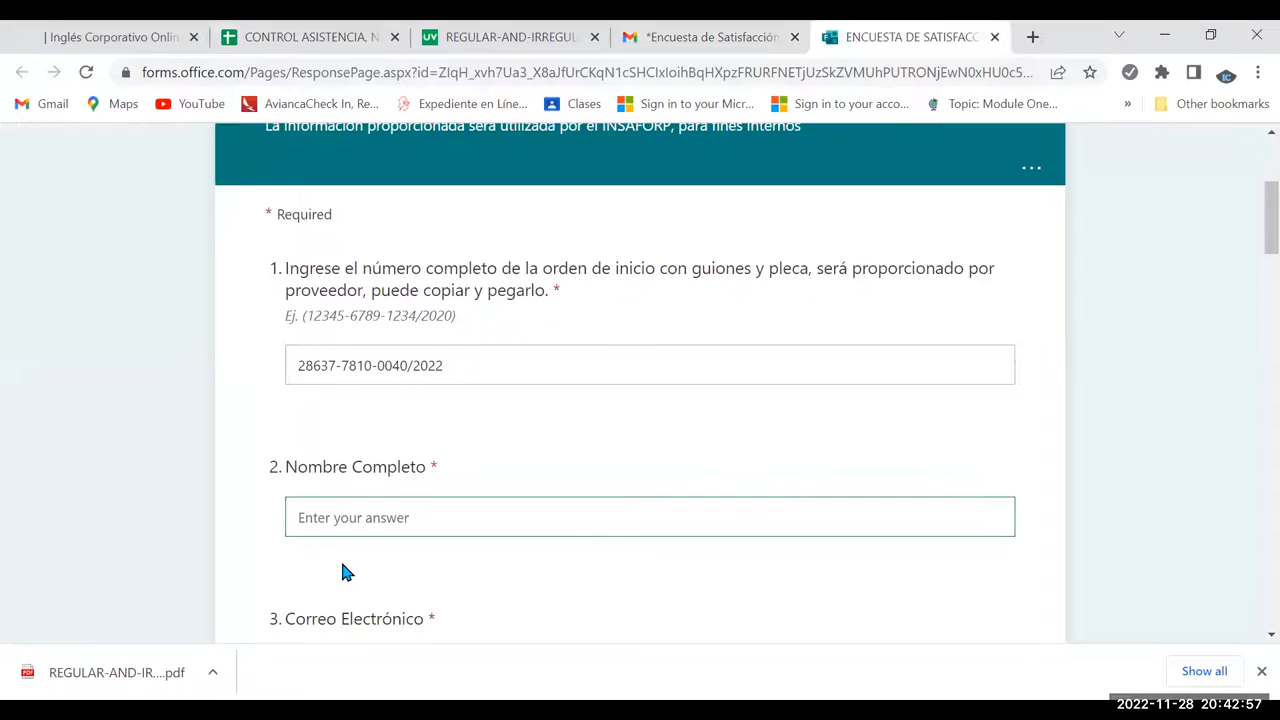 | Inglés Corporativo Onlin
CONTROL ASISTENCIA, N
REGULAR-AND-IRREGUL
*Encuesta de Satisfacción
ENCUESTA DE SATISFACC
forms.office.com/Pages/ResponsePage.aspx?id=ZIqH_xvh7Ua3_X8aJfUrCKqN1cSHCIxIoihBqHXpzFRURFNETjUzSkZVMUhPUTRONjEwN0xHU0c5...
Gmail
Maps
YouTube
AviancaCheck In, Re...
Expediente en Líne...
Clases
Sign in to your Micr...
Sign in to your acco...
Topic: Module One...
»
Other bookmarks
La información proporcionada será utilizada por el INSAFORP, para fines internos
...
* Required
1. Ingrese el número completo de la orden de inicio con guiones y pleca, será proporcionado por
proveedor, puede copiar y pegarlo. *
Ej. (12345-6789-1234/2020)
28637-7810-0040/2022
2. Nombre Completo *
Enter your answer
3. Correo Electrónico *
REGULAR-AND-IR....pdf
Show all
2022-11-28 20:42:57